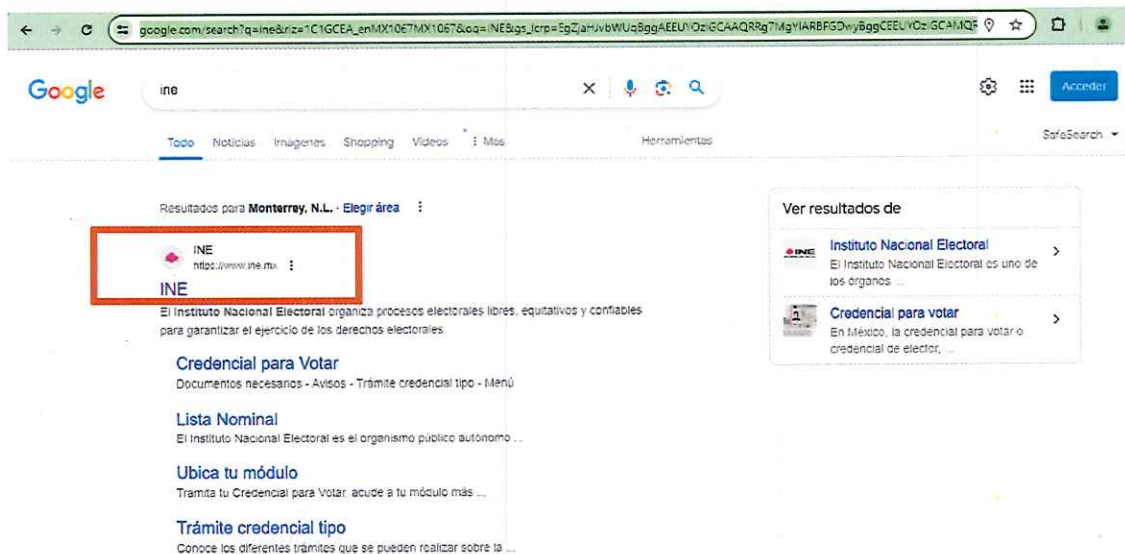 google.com/search?q=ine&riz=1C1GCEA_enMX1067MX1067&oq=INE&gs_lcrp=
Google
ine
Acceder
Todo Noticias Imágenes Shopping Videos Mas Herramientas
SafeSearch
Resultados para Monterrey, N.L. · Elegir área
INE
https://www.ine.mx
INE
El Instituto Nacional Electoral organiza procesos electorales libres, equitativos y confiables
para garantizar el ejercicio de los derechos electorales.
Credencial para Votar
Documentos necesarios - Avisos - Trámite credencial tipo - Menú
Lista Nominal
El Instituto Nacional Electoral es el organismo público autónomo ...
Ubica tu módulo
Tramita tu Credencial para Votar, acude a tu módulo más ...
Trámite credencial tipo
Conoce los diferentes trámites que se pueden realizar sobre la ...
Ver resultados de
INE
Instituto Nacional Electoral
El Instituto Nacional Electoral es uno de
los órganos ...
Credencial para votar
En México, la credencial para votar o
credencial de elector, ...